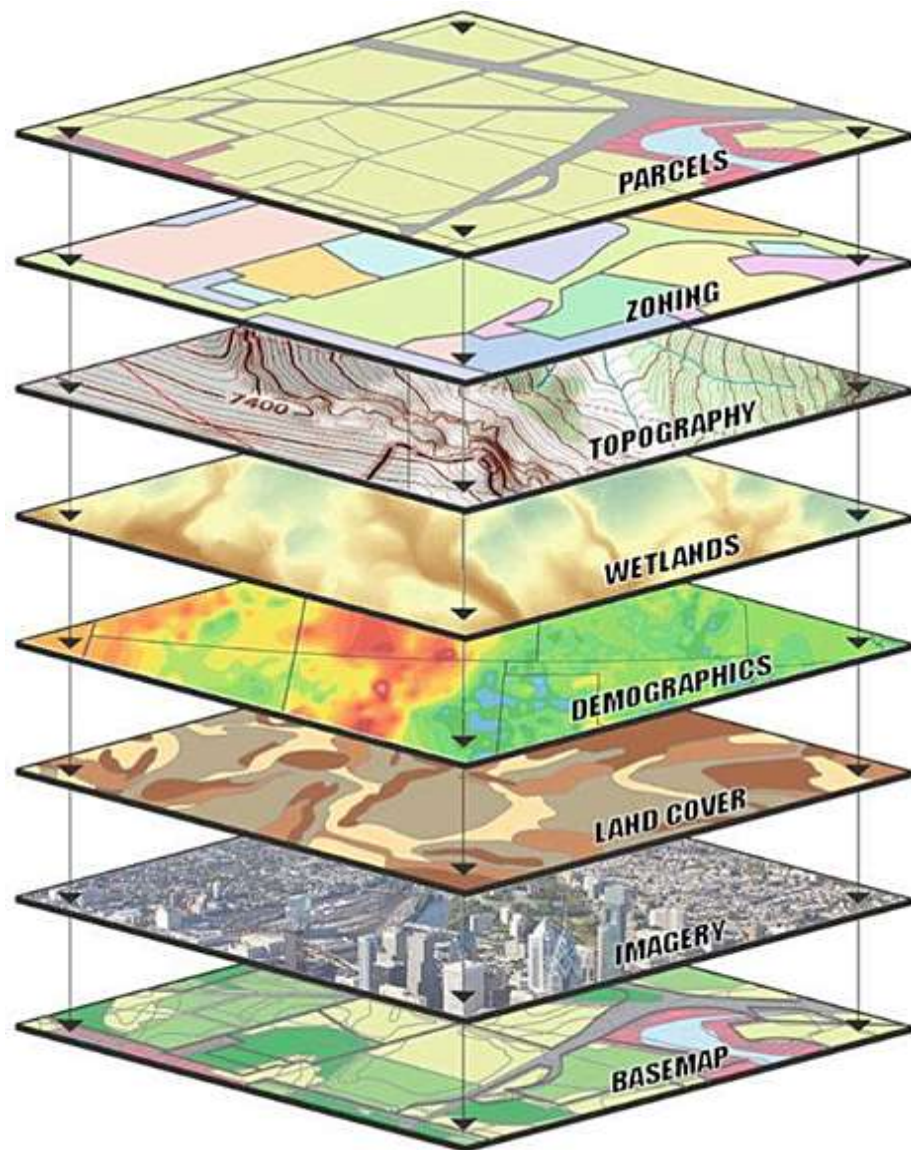 PARCELS
ZONING
7400
TOPOGRAPHY
WETLANDS
DEMOGRAPHICS
LAND COVER
IMAGERY
BASEMAP